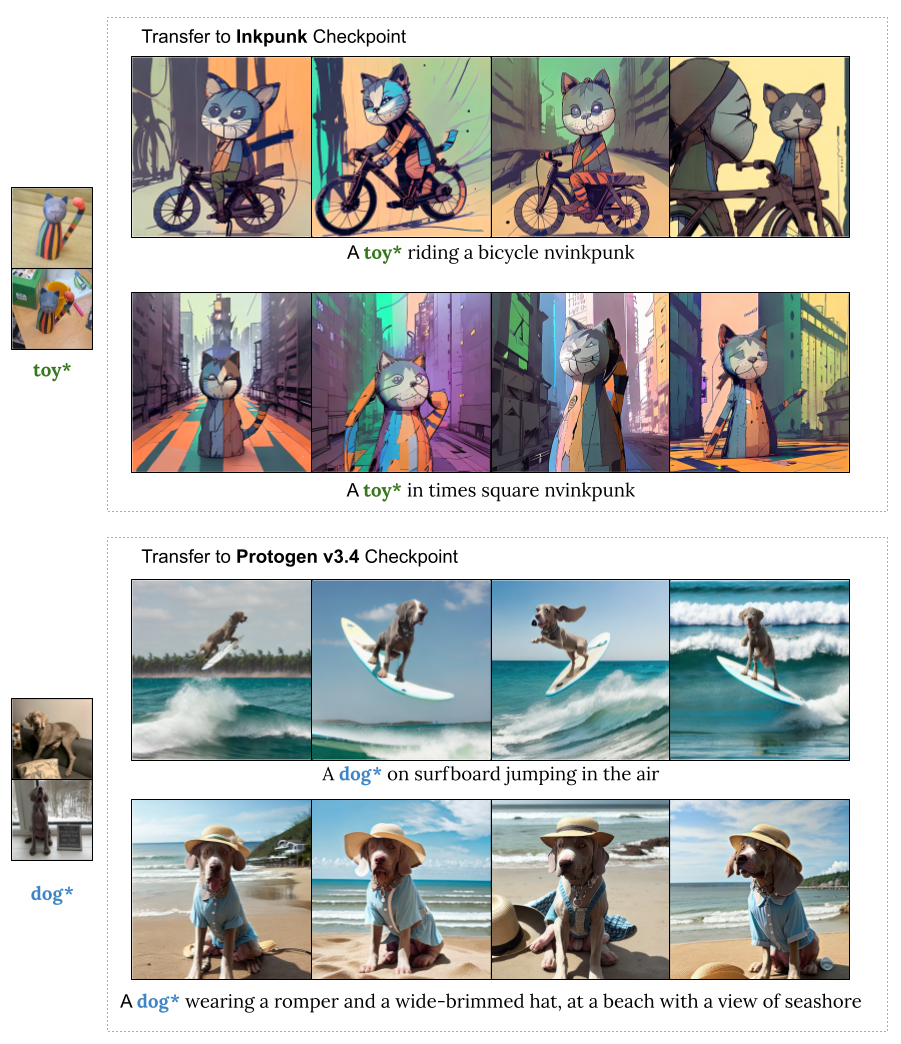 Transfer to Inkpunk Checkpoint
A toy* riding a bicycle nvinkpunk
toy*
A toy* in times square nvinkpunk
Transfer to Protogen v3.4 Checkpoint
A dog* on surfboard jumping in the air
dog*
A dog* wearing a romper and a wide-brimmed hat, at a beach with a view of seashore